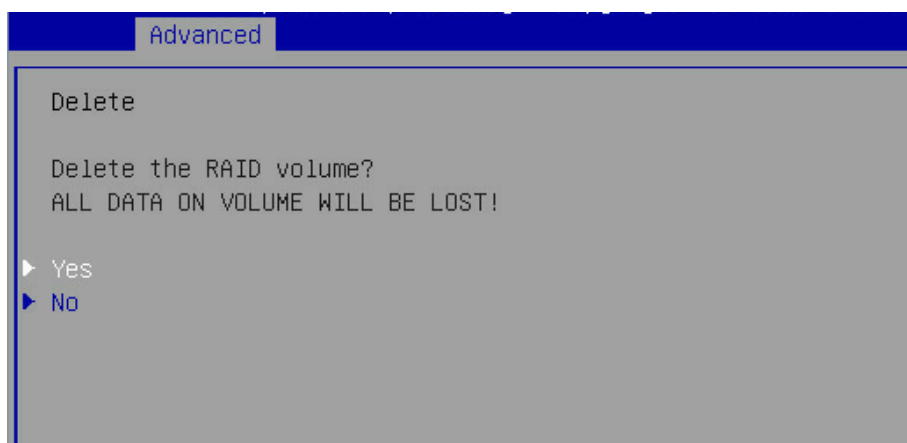 Advanced
Delete
Delete the RAID volume?
ALL DATA ON VOLUME WILL BE LOST!
Yes
No